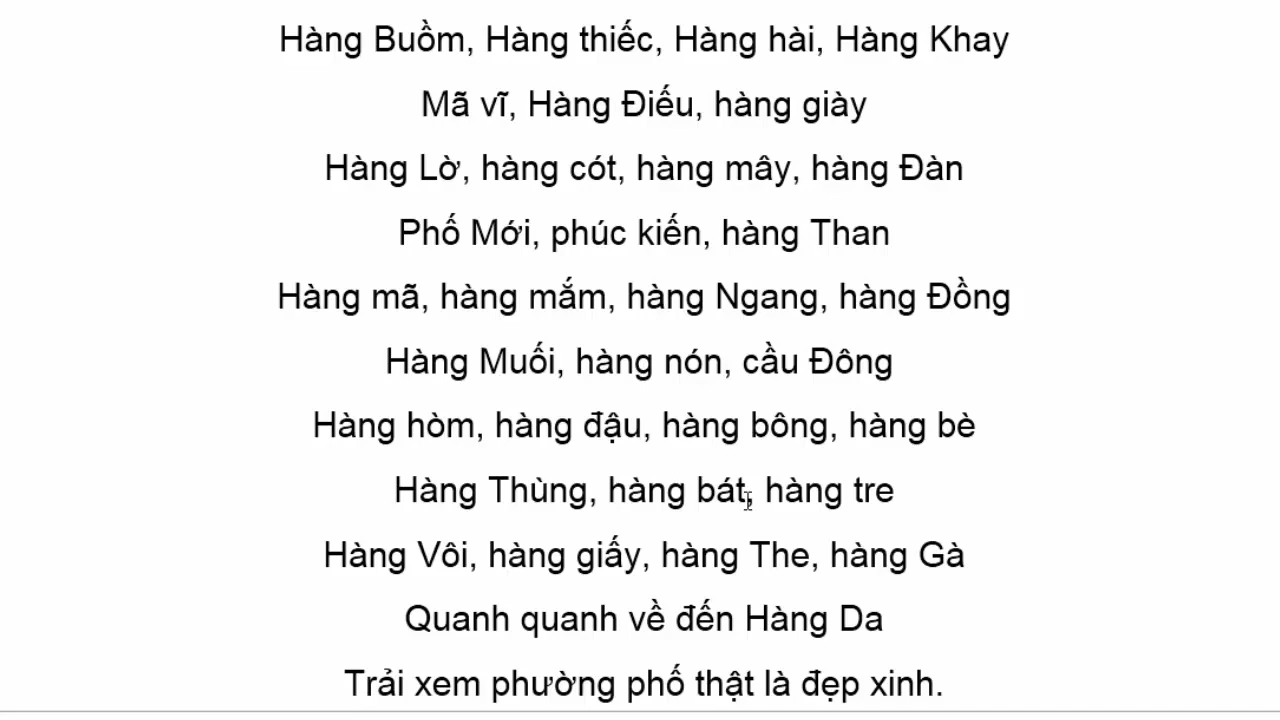 Hàng Buồm, Hàng thiếc, Hàng hài, Hàng Khay
Mã vĩ, Hàng Điếu, hàng giày
Hàng Lờ, hàng cót, hàng mây, hàng Đàn
Phố Mới, phúc kiến, hàng Than
Hàng mã, hàng mắm, hàng Ngang, hàng Đồng
Hàng Muối, hàng nón, cầu Đông
Hàng hòm, hàng đậu, hàng bông, hàng bè
Hàng Thùng, hàng bát, hàng tre
Hàng Vôi, hàng giấy, hàng The, hàng Gà
Quanh quanh về đến Hàng Da
Trải xem phường phố thật là đẹp xinh.